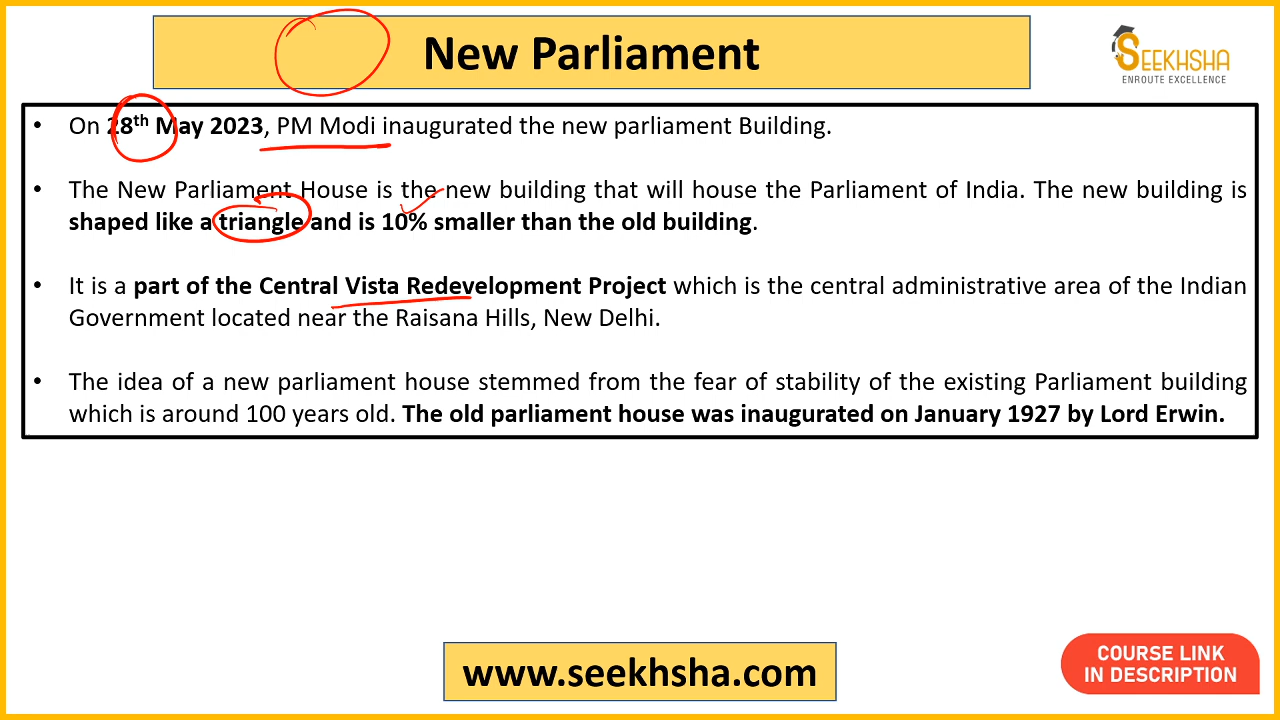 New Parliament
SEEKHSHA
ENROUTE EXCELLENCE
• On 28th May 2023, PM Modi inaugurated the new parliament Building.
• The New Parliament House is the new building that will house the Parliament of India. The new building is
shaped like a triangle and is 10% smaller than the old building.
• It is a part of the Central Vista Redevelopment Project which is the central administrative area of the Indian
Government located near the Raisana Hills, New Delhi.
• The idea of a new parliament house stemmed from the fear of stability of the existing Parliament building
which is around 100 years old. The old parliament house was inaugurated on January 1927 by Lord Erwin.
www.seekhsha.com
COURSE LINK
IN DESCRIPTION